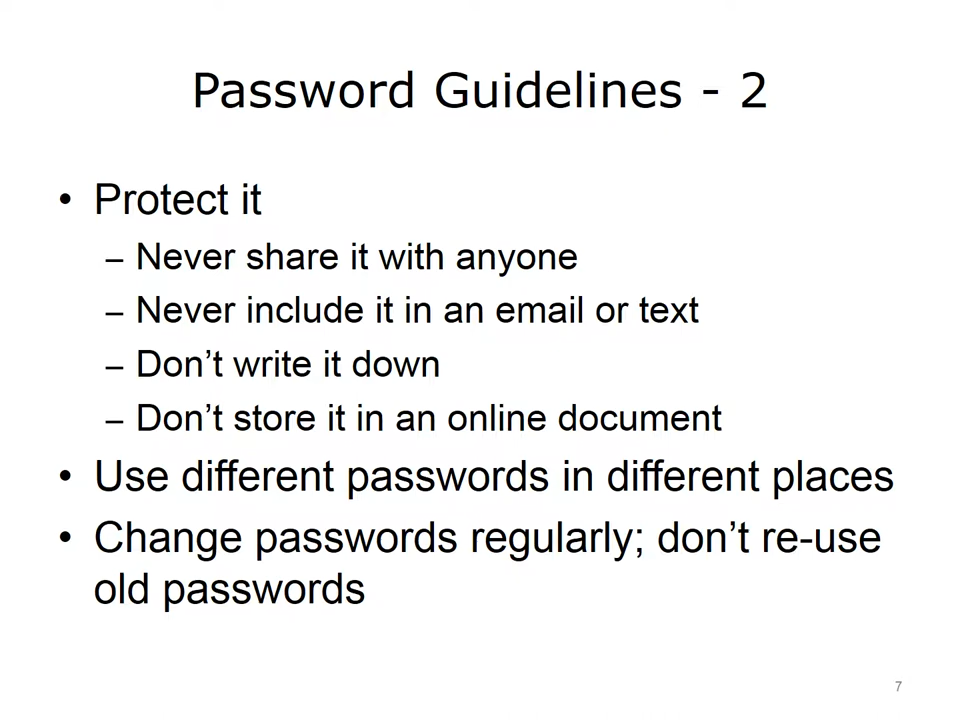 Password Guidelines - 2
• Protect it
– Never share it with anyone
– Never include it in an email or text
– Don’t write it down
– Don’t store it in an online document
• Use different passwords in different places
• Change passwords regularly; don’t re-use
old passwords
7